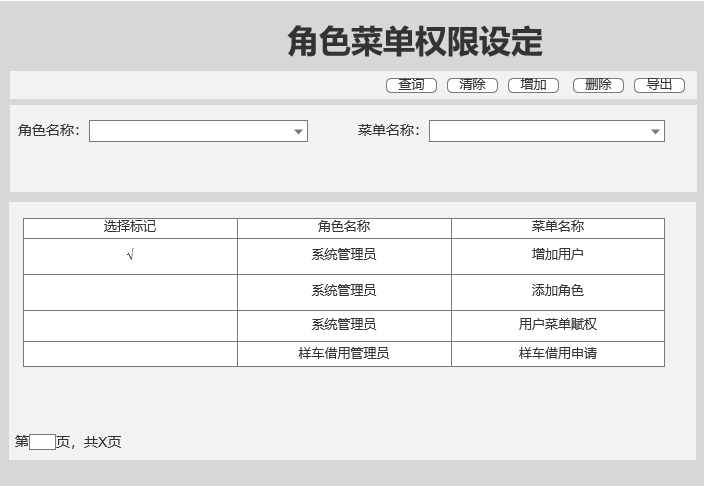 角色菜单权限设定
查询 清除 增加 删除 导出
角色名称： 菜单名称：
选择标记 角色名称 菜单名称
√ 系统管理员 增加用户
系统管理员 添加角色
系统管理员 用户菜单赋权
样车借用管理员 样车借用申请
第 页，共X页